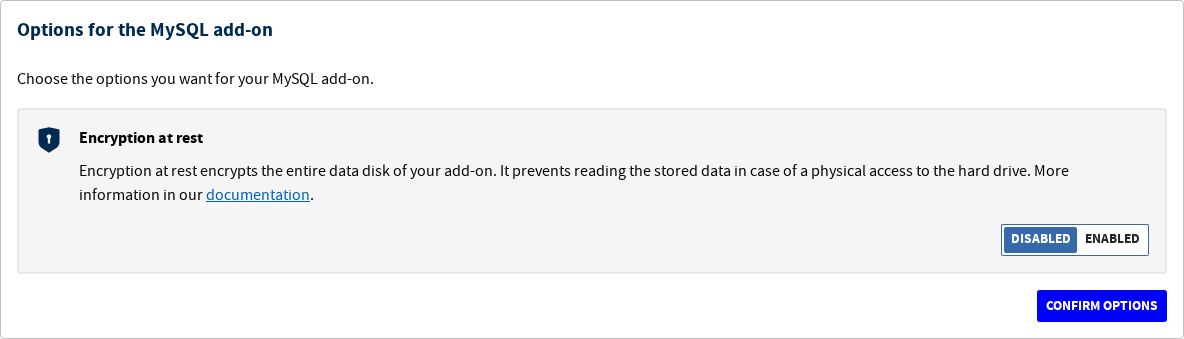 Options for the MySQL add-on
Choose the options you want for your MySQL add-on.
Encryption at rest
Encryption at rest encrypts the entire data disk of your add-on. It prevents reading the stored data in case of a physical access to the hard drive. More
information in our documentation.
DISABLED ENABLED
CONFIRM OPTIONS